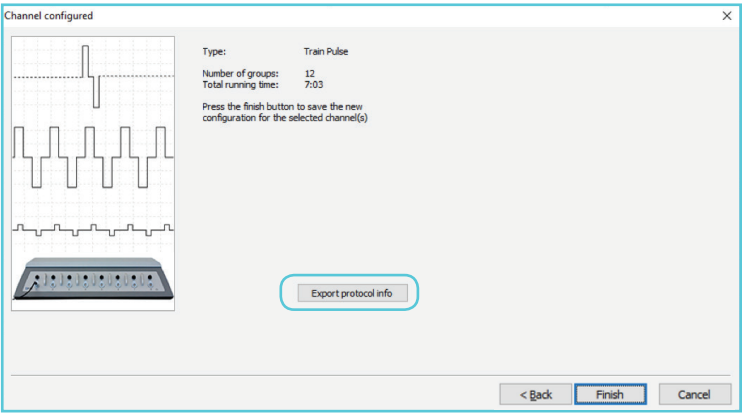 Channel configured
Type: Train Pulse
Number of groups: 12
Total running time: 7:03
Press the finish button to save the new
configuration for the selected channel(s)
Export protocol info
< Back Finish Cancel